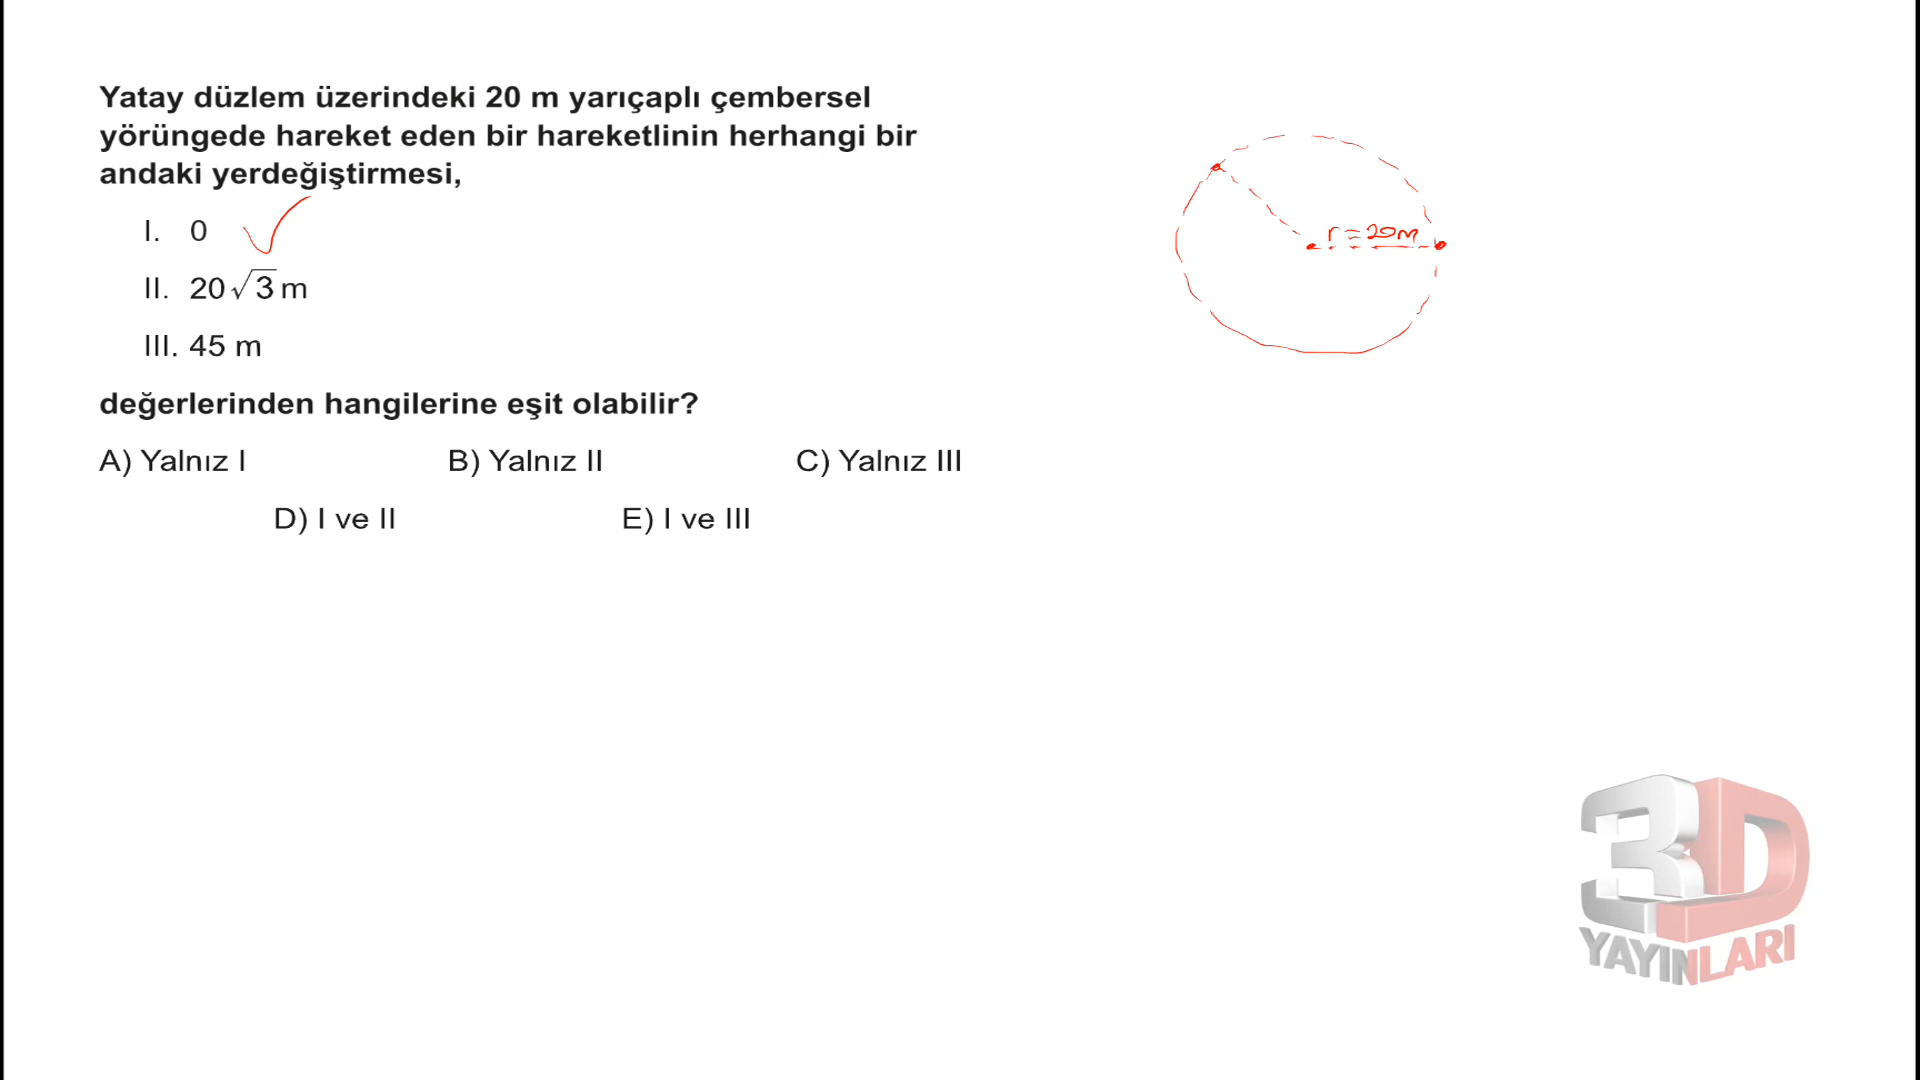 Yatay düzlem üzerindeki 20 m yarıçaplı çembersel
yörüngede hareket eden bir hareketlinin herhangi bir
andaki yerdeğiştirmesi,
I. 0
II. 20√3 m
III. 45 m
değerlerinden hangilerine eşit olabilir?
A) Yalnız I B) Yalnız II C) Yalnız III
D) I ve II E) I ve III
r = 20m
3D
YAYINLARI